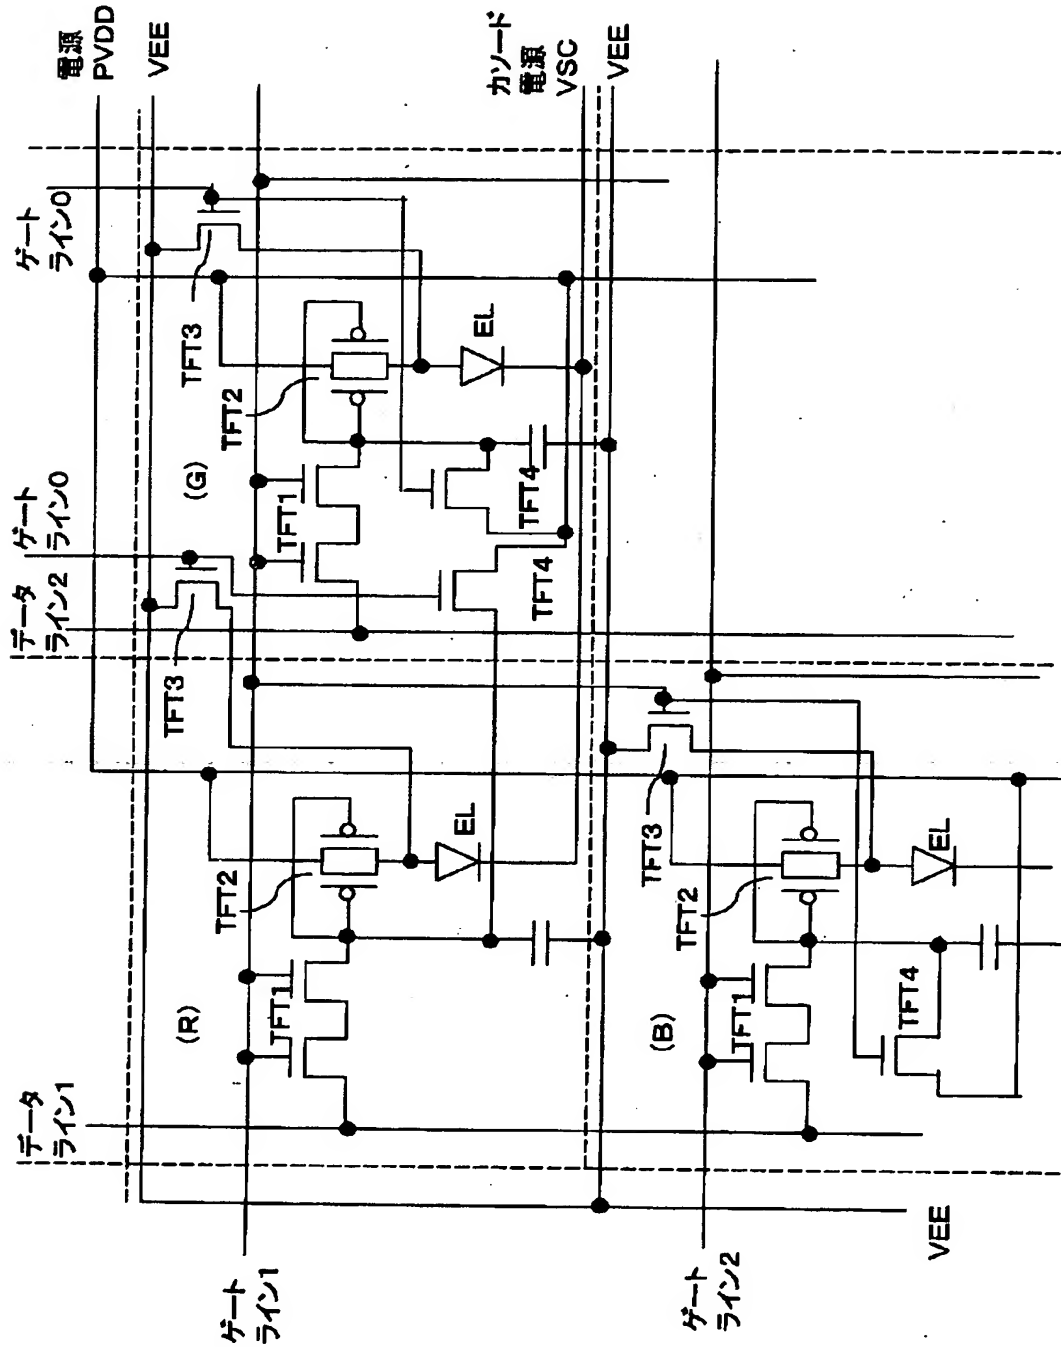 データ
ライン1
データ
ライン2
ゲート
ライン0
ゲート
ライン0
電源
PVDD
VEE
TFT3
TFT3
(R)
(G)
TFT2
TFT2
ゲート
ライン1
TFT1
TFT1
EL
EL
カソード
電源
VSC
TFT4
TFT4
VEE
TFT3
(B)
TFT2
ゲート
ライン2
TFT1
TFT4
EL
VEE